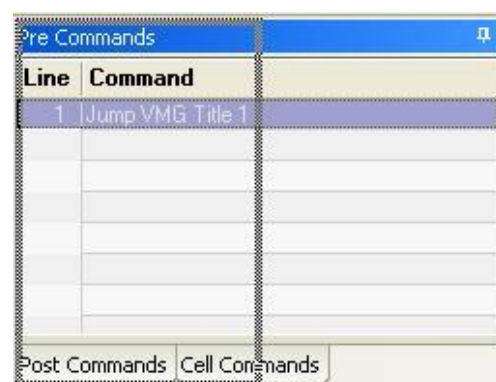 Pre Commands
Line Command
1 Jump VMG Title 1
Post Commands Cell Commands